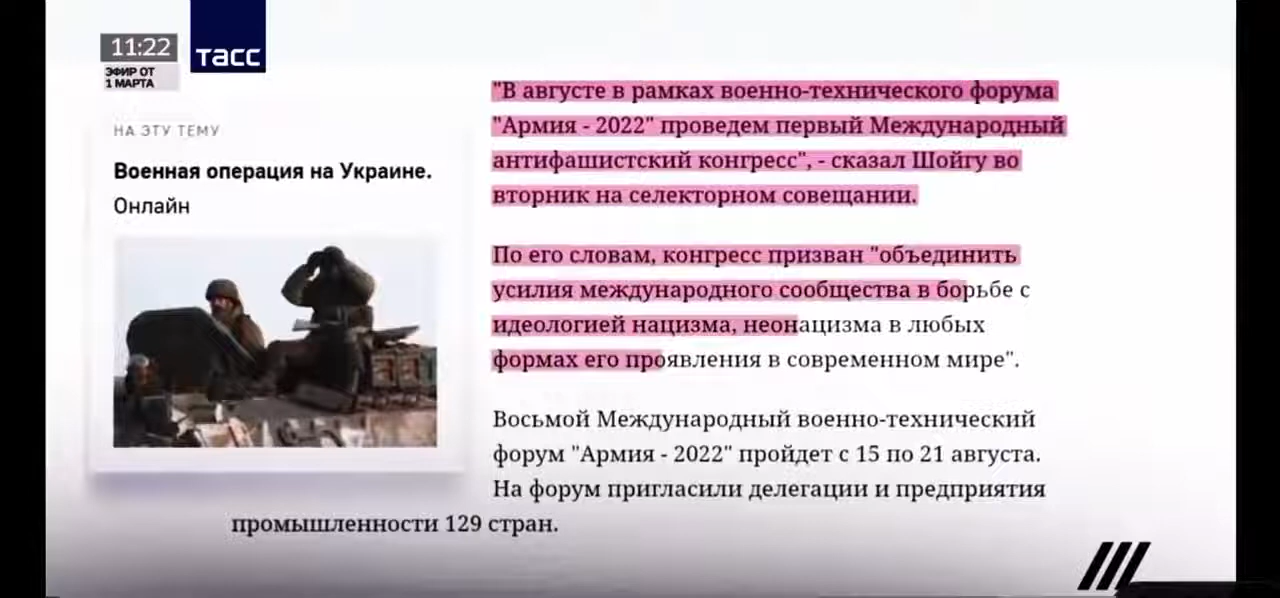 11:22
ЭФИР ОТ
1 МАРТА
ТАСС
НА ЭТУ ТЕМУ
Военная операция на Украине.
Онлайн
"В августе в рамках военно-технического форума
"Армия - 2022" проведем первый Международный
антифашистский конгресс", - сказал Шойгу во
вторник на селекторном совещании.
По его словам, конгресс призван "объединить
усилия международного сообщества в борьбе с
идеологией нацизма, неонацизма в любых
формах его проявления в современном мире".
Восьмой Международный военно-технический
форум "Армия - 2022" пройдет с 15 по 21 августа.
На форум пригласили делегации и предприятия
промышленности 129 стран.